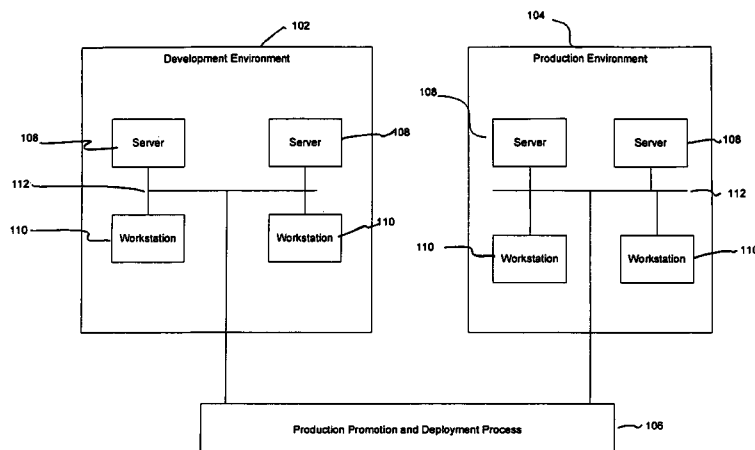 102
104
Development Environment
Production Environment
108
Server
Server
108
108
Server
Server
108
112
112
110
Workstation
Workstation
110
110
Workstation
Workstation
110
Production Promotion and Deployment Process
106